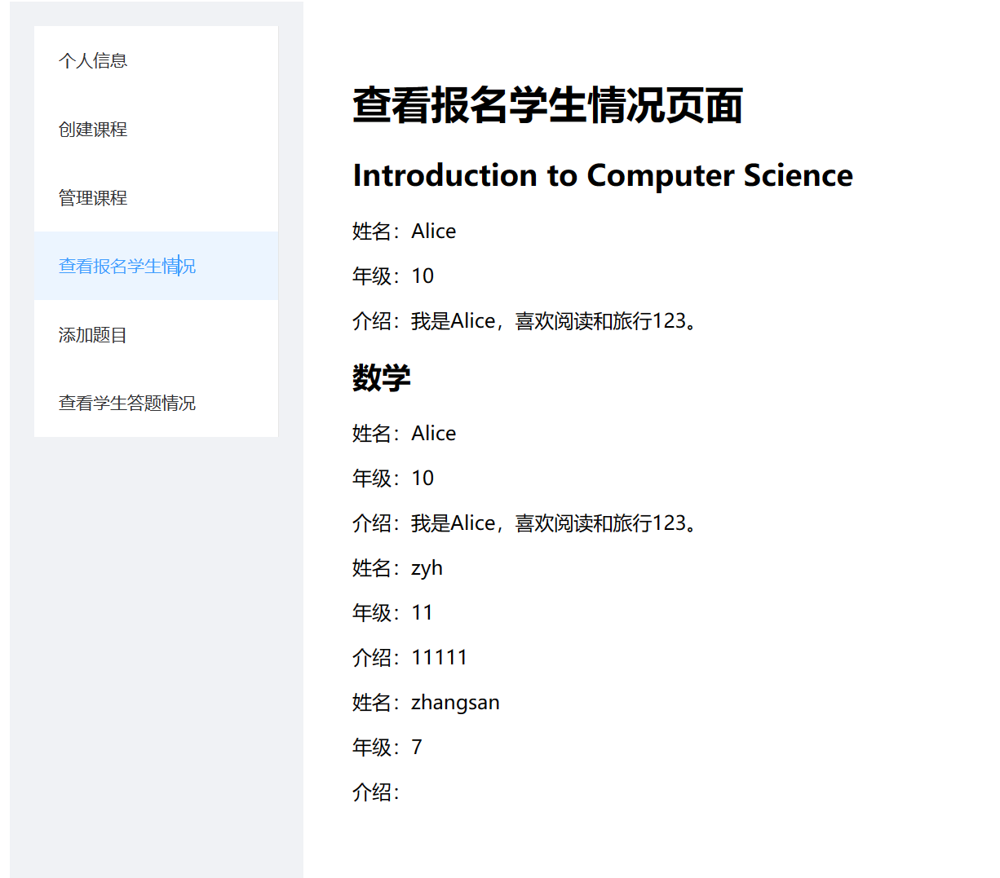 个人信息
创建课程
管理课程
查看报名学生情况
添加题目
查看学生答题情况
查看报名学生情况页面
Introduction to Computer Science
姓名：Alice
年级：10
介绍：我是Alice，喜欢阅读和旅行123。
数学
姓名：Alice
年级：10
介绍：我是Alice，喜欢阅读和旅行123。
姓名：zyh
年级：11
介绍：11111
姓名：zhangsan
年级：7
介绍：